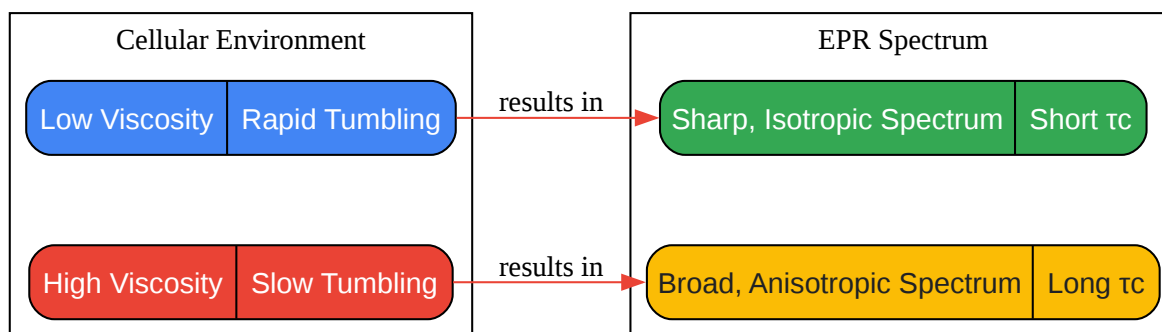 Cellular Environment
EPR Spectrum
Low Viscosity
Rapid Tumbling
results in
Sharp, Isotropic Spectrum
Short τc
High Viscosity
Slow Tumbling
results in
Broad, Anisotropic Spectrum
Long τc